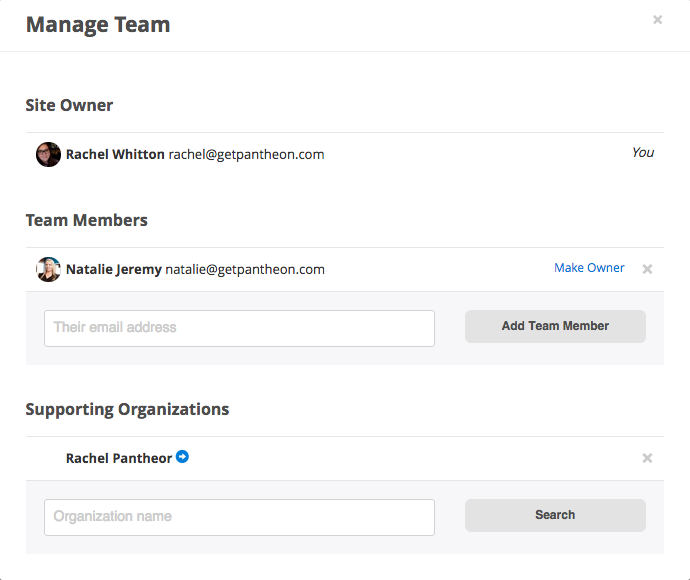 Manage Team
Site Owner
Rachel Whitton rachel@getpantheon.com You
Team Members
Natalie Jeremy natalie@getpantheon.com Make Owner
Their email address Add Team Member
Supporting Organizations
Rachel Pantheor
Organization name Search